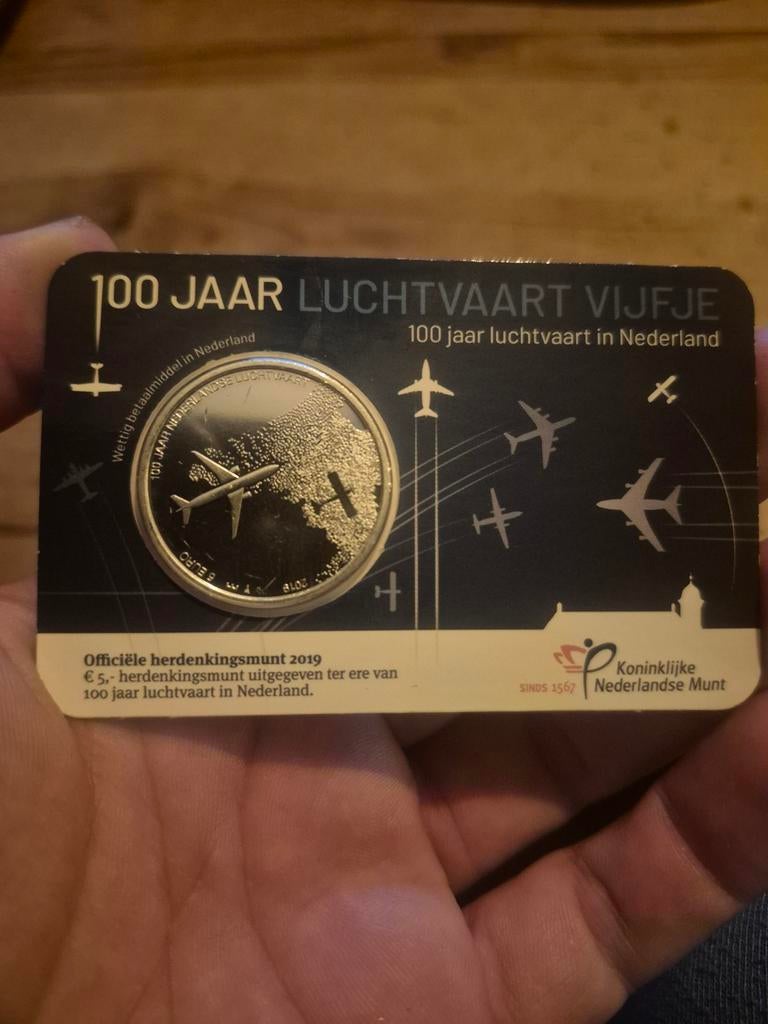 100 JAAR LUCHTVAART VIJFJE
100 jaar luchtvaart in Nederland
Wettig betaalmiddel in Nederland
100 JAAR NEDERLANDSE LUCHTVAART
5 EURO
2019
Officiële herdenkingsmunt 2019
€ 5,- herdenkingsmunt uitgegeven ter ere van
100 jaar luchtvaart in Nederland.
SINDS 1567
Koninklijke
Nederlandse Munt